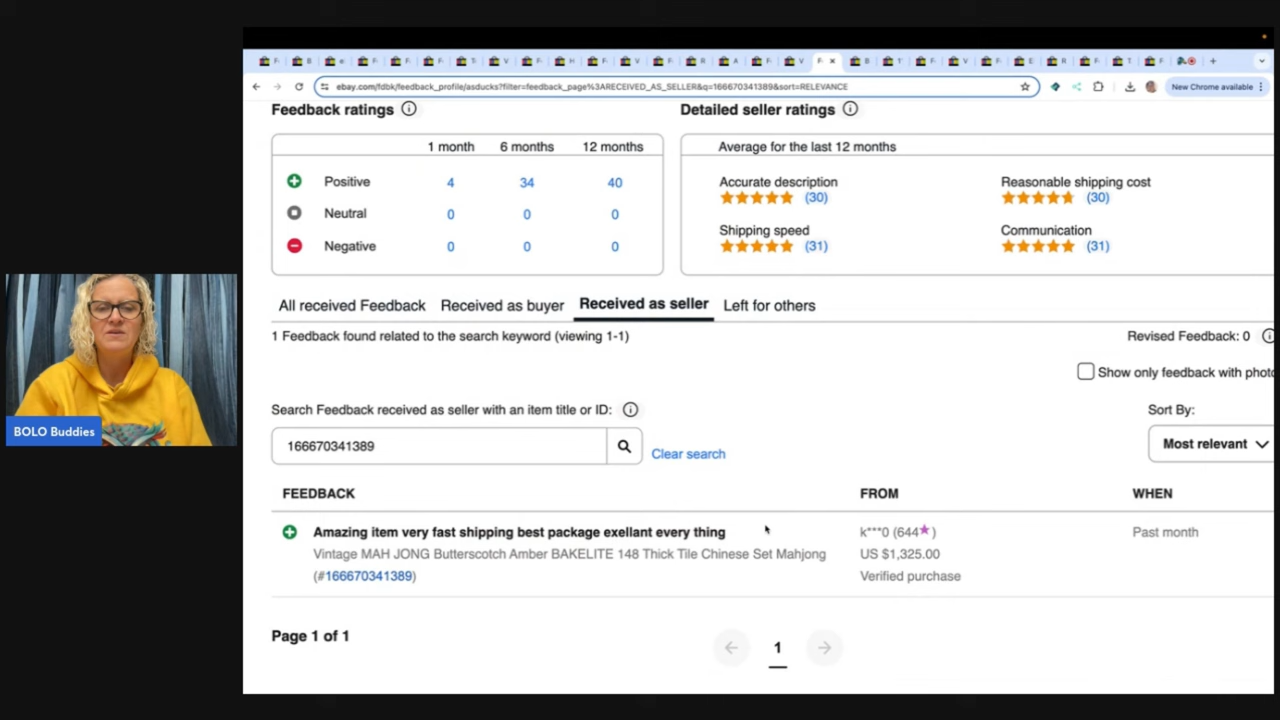 ebay.com/fdbk/feedback_profile/asducks?filter=feedback_page%3ARECEIVED_AS_SELLER&q=166670341389&sort=RELEVANCE
New Chrome available
Feedback ratings
Detailed seller ratings
1 month 6 months 12 months
Positive 4 34 40
Neutral 0 0 0
Negative 0 0 0
Average for the last 12 months
Accurate description
(30)
Reasonable shipping cost
(30)
Shipping speed
(31)
Communication
(31)
All received Feedback Received as buyer Received as seller Left for others
1 Feedback found related to the search keyword (viewing 1-1)
Revised Feedback: 0
Show only feedback with photo
Search Feedback received as seller with an item title or ID:
Sort By:
166670341389
Clear search
Most relevant
FEEDBACK FROM WHEN
Amazing item very fast shipping best package exellant every thing
k***0 (644)
Past month
Vintage MAH JONG Butterscotch Amber BAKELITE 148 Thick Tile Chinese Set Mahjong
US $1,325.00
(#166670341389)
Verified purchase
Page 1 of 1
1
BOLO Buddies